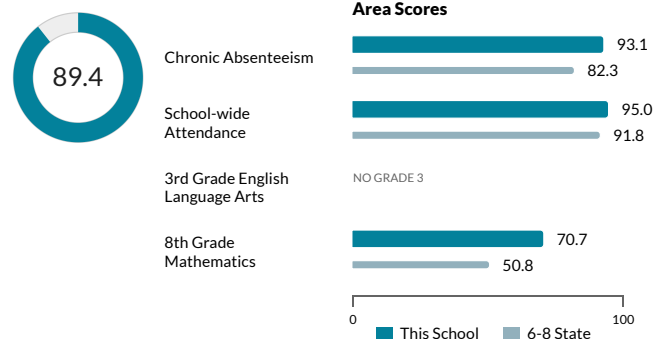 Area Scores
89.4
Chronic Absenteeism
93.1
82.3
School-wide
Attendance
95.0
91.8
3rd Grade English
Language Arts
NO GRADE 3
8th Grade
Mathematics
70.7
50.8
0
100
This School
6-8 State